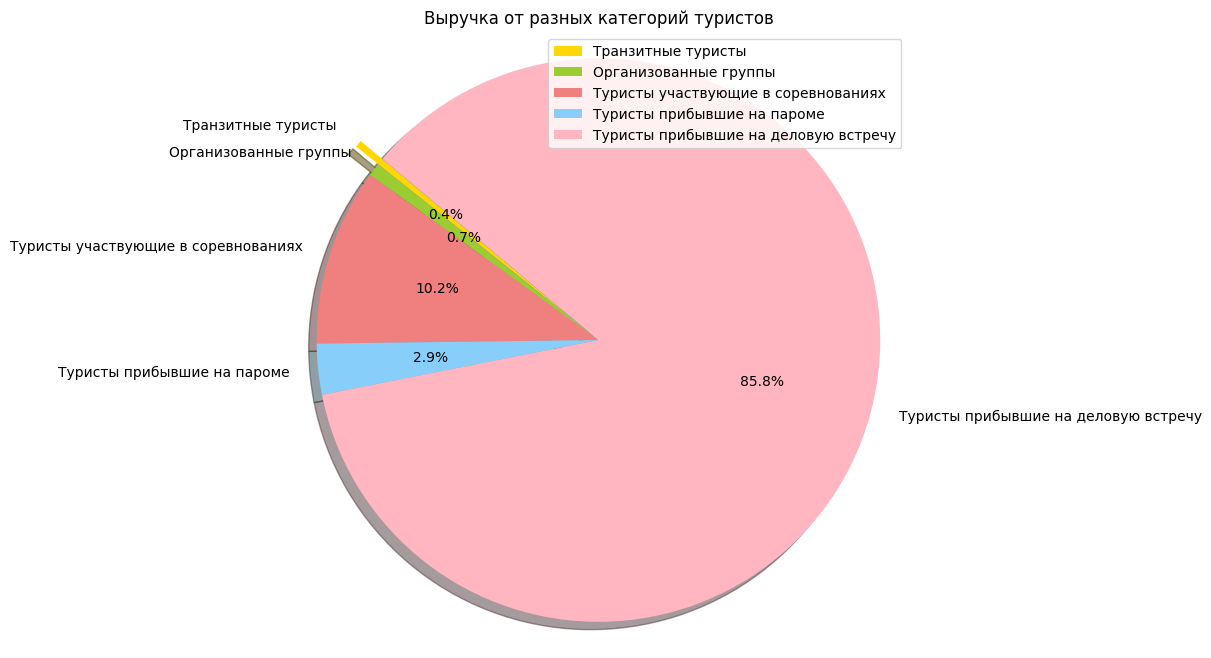 Выручка от разных категорий туристов
Транзитные туристы
Организованные группы
Туристы участвующие в соревнованиях
Туристы прибывшие на пароме
Туристы прибывшие на деловую встречу
Транзитные туристы
Организованные группы
0.4%
0.7%
Туристы участвующие в соревнованиях
10.2%
2.9%
Туристы прибывшие на пароме
85.8%
Туристы прибывшие на деловую встречу